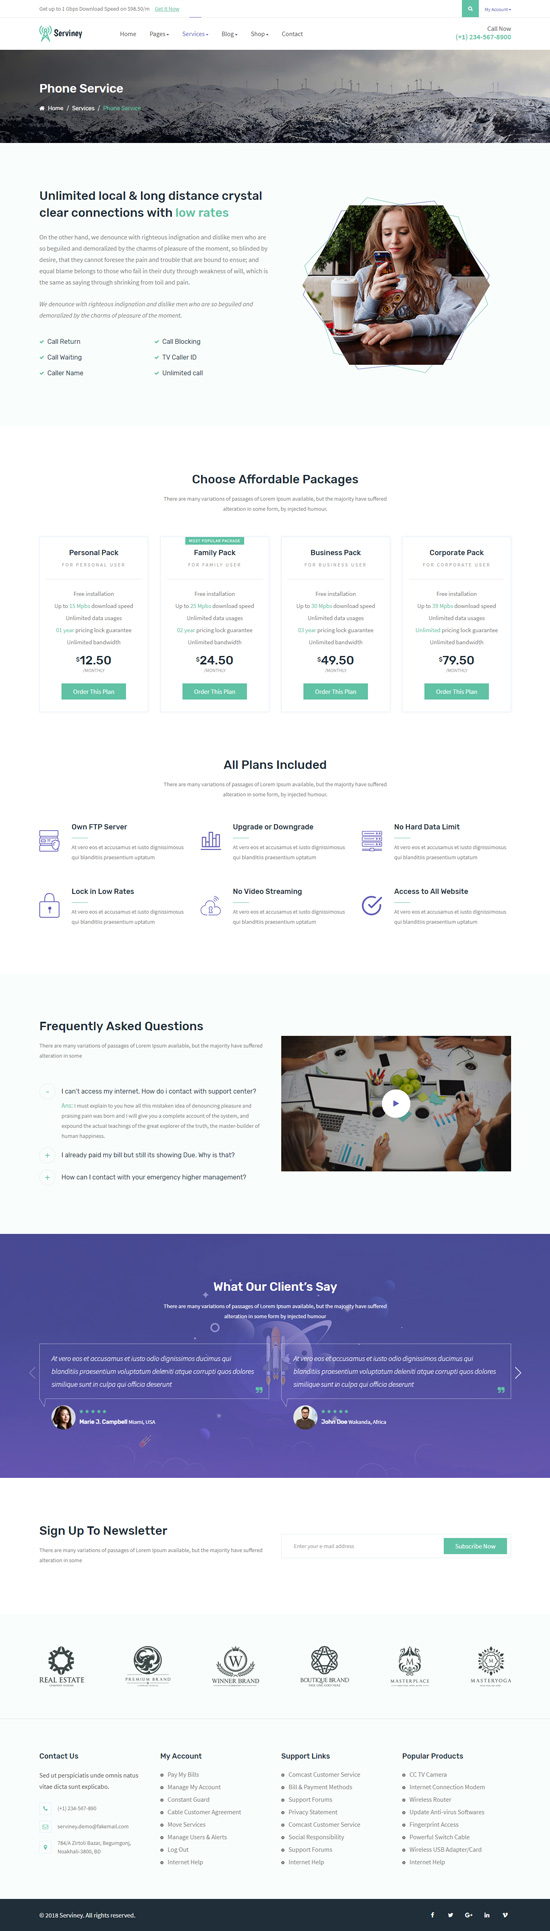 Get up to 1 Gbps Download Speed on $98.50/m Get It Now
My Account
Serviney
Home Pages Services Blog Shop Contact
Call Now
(+1) 234-567-8900
Phone Service
Home / Services / Phone Service
Unlimited local & long distance crystal
clear connections with low rates
On the other hand, we denounce with righteous indignation and dislike men who are
so beguiled and demoralized by the charms of pleasure of the moment, so blinded by
desire, that they cannot foresee the pain and trouble that are bound to ensue; and
equal blame belongs to those who fail in their duty through weakness of will, which is
the same as saying through shrinking from toil and pain.
We denounce with righteous indignation and dislike men who are so beguiled and
demoralized by the charms of pleasure of the moment.
Call Return
Call Blocking
Call Waiting
TV Caller ID
Caller Name
Unlimited call
Choose Affordable Packages
There are many variations of passages of Lorem Ipsum available, but the majority have suffered
alteration in some form, by injected humour.
Personal Pack
FOR PERSONAL USER
Free installation
Up to 15 Mpbs download speed
Unlimited data usages
01 year pricing lock guarantee
Unlimited bandwidth
$12.50
/MONTHLY
Order This Plan
MOST POPULAR PACKAGE
Family Pack
FOR FAMILY USER
Free installation
Up to 25 Mpbs download speed
Unlimited data usages
02 year pricing lock guarantee
Unlimited bandwidth
$24.50
/MONTHLY
Order This Plan
Business Pack
FOR BUSINESS USER
Free installation
Up to 30 Mpbs download speed
Unlimited data usages
03 year pricing lock guarantee
Unlimited bandwidth
$49.50
/MONTHLY
Order This Plan
Corporate Pack
FOR CORPORATE USER
Free installation
Up to 39 Mpbs download speed
Unlimited data usages
Unlimited pricing lock guarantee
Unlimited bandwidth
$79.50
/MONTHLY
Order This Plan
All Plans Included
There are many variations of passages of Lorem Ipsum available, but the majority have suffered
alteration in some form, by injected humour.
Own FTP Server
At vero eos et accusamus et iusto dignissimosus
qui blanditiis praesentium uptatum
Upgrade or Downgrade
At vero eos et accusamus et iusto dignissimosus
qui blanditiis praesentium uptatum
No Hard Data Limit
At vero eos et accusamus et iusto dignissimosus
qui blanditiis praesentium uptatum
Lock in Low Rates
At vero eos et accusamus et iusto dignissimosus
qui blanditiis praesentium uptatum
No Video Streaming
At vero eos et accusamus et iusto dignissimosus
qui blanditiis praesentium uptatum
Access to All Website
At vero eos et accusamus et iusto dignissimosus
qui blanditiis praesentium uptatum
Frequently Asked Questions
There are many variations of passages of Lorem Ipsum available, but the majority have suffered
alteration in some
- I can't access my internet. How do i contact with support center?
Ans: I must explain to you how all this mistaken idea of denouncing pleasure and
praising pain was born and I will give you a complete account of the system, and
expound the actual teachings of the great explorer of the truth, the master-builder of
human happiness.
+ I already paid my bill but still its showing Due. Why is that?
+ How can I contact with your emergency higher management?
What Our Client's Say
There are many variations of passages of Lorem Ipsum available, but the majority have suffered
alteration in some form by injected humour
At vero eos et accusamus et iusto odio dignissimos ducimus qui
blanditiis praesentium voluptatum deleniti atque corrupti quos dolores
similique sunt in culpa qui officia deserunt
Marie J. Campbell Miami, USA
At vero eos et accusamus et iusto odio dignissimos ducimus qui
blanditiis praesentium voluptatum deleniti atque corrupti quos dolores
similique sunt in culpa qui officia deserunt
John Doe Wakanda, Africa
Sign Up To Newsletter
There are many variations of passages of Lorem Ipsum available, but the majority have suffered
alteration in some
Enter your e-mail address
Subcribe Now
REAL ESTATE
PREMIUM BRAND
W
WINNER BRAND
BOUTIQUE BRAND
M
MASTERPLACE
M
MASTERYOGA
Contact Us
Sed ut perspiciatis unde omnis natus
vitae dicta sunt explicabo.
(+1) 234-567-890
serviney.demo@fakemail.com
784/A Zirtoli Bazar, Begumgonj,
Noakhali-3800, BD
My Account
Pay My Bills
Manage My Account
Constant Guard
Cable Customer Agreement
Move Services
Manage Users & Alerts
Log Out
Internet Help
Support Links
Comcast Customer Service
Bill & Payment Methods
Support Forums
Privacy Statement
Comcast Customer Service
Social Responsibility
Support Forums
Internet Help
Popular Products
CC TV Camera
Internet Connection Modem
Wireless Router
Update Anti-virus Softwares
Fingerprint Access
Powerful Switch Cable
Wireless USB Adapter/Card
Internet Help
© 2018 Serviney. All rights reserved.